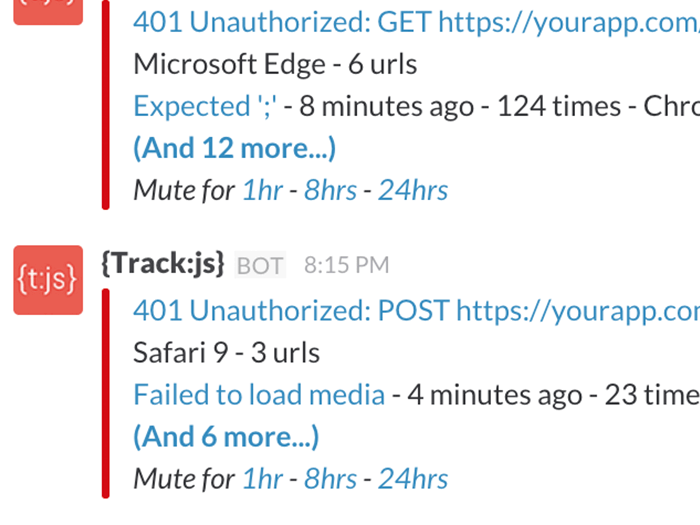 401 Unauthorized: GET https://yourapp.com/
Microsoft Edge - 6 urls
Expected ';' - 8 minutes ago - 124 times - Chro
(And 12 more...)
Mute for 1hr - 8hrs - 24hrs
{t:js} {Track:js} BOT 8:15 PM
401 Unauthorized: POST https://yourapp.co
Safari 9 - 3 urls
Failed to load media - 4 minutes ago - 23 time
(And 6 more...)
Mute for 1hr - 8hrs - 24hrs